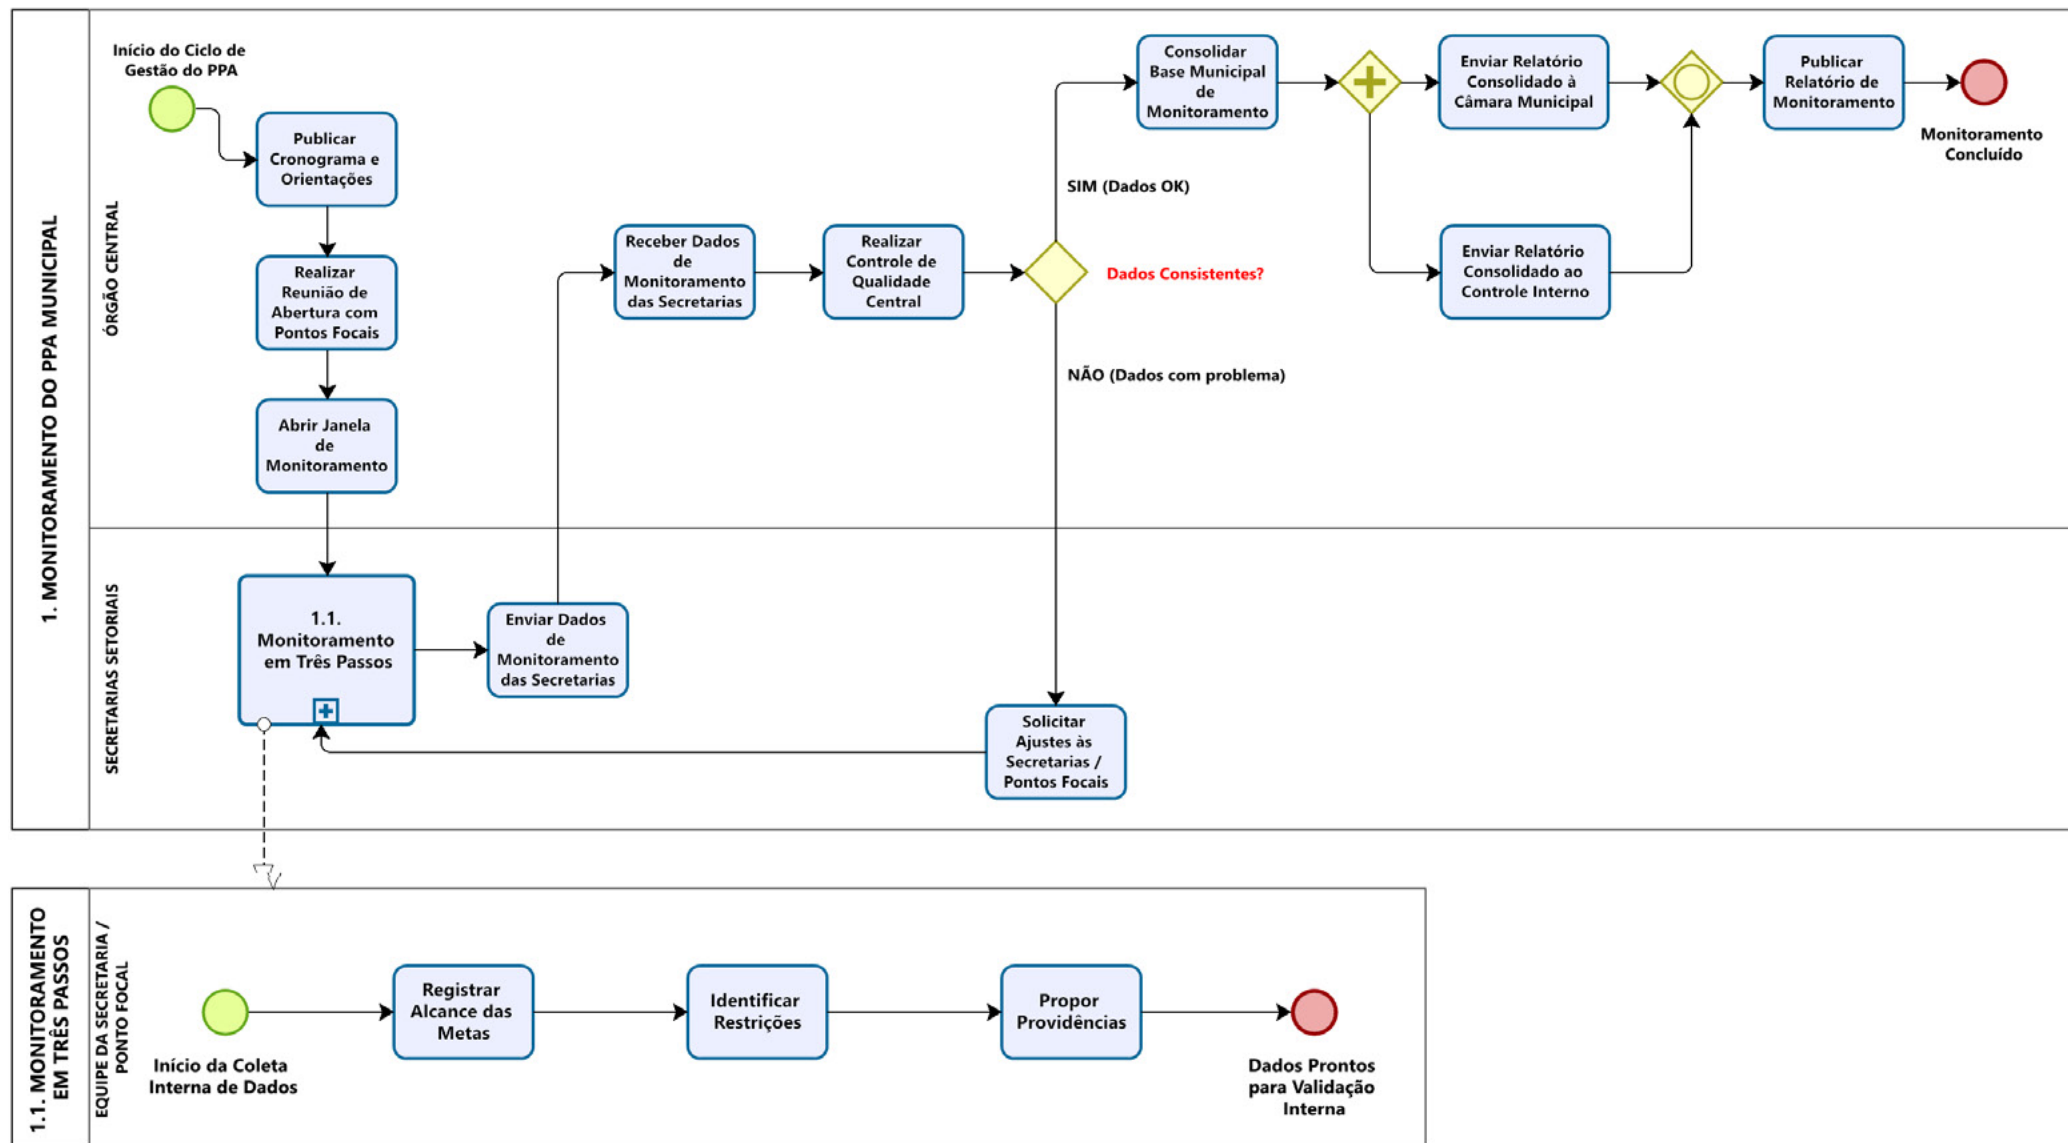 1. MONITORAMENTO DO PPA MUNICIPAL
ÓRGÃO CENTRAL
Início do Ciclo de
Gestão do PPA
Publicar
Cronograma e
Orientações
Realizar
Reunião de
Abertura com
Pontos Focais
Abrir Janela
de
Monitoramento
Receber Dados
de
Monitoramento
das Secretarias
Realizar
Controle de
Qualidade
Central
Dados Consistentes?
SIM (Dados OK)
NÃO (Dados com problema)
Consolidar
Base Municipal
de
Monitoramento
Enviar Relatório
Consolidado à
Câmara Municipal
Enviar Relatório
Consolidado ao
Controle Interno
Publicar
Relatório de
Monitoramento
Monitoramento
Concluído
SECRETARIAS SETORIAIS
1.1.
Monitoramento
em Três Passos
Enviar Dados
de
Monitoramento
das Secretarias
Solicitar
Ajustes às
Secretarias /
Pontos Focais
1.1. MONITORAMENTO
EM TRÊS PASSOS
EQUIPE DA SECRETARIA /
PONTO FOCAL
Início da Coleta
Interna de Dados
Registrar
Alcance das
Metas
Identificar
Restrições
Propor
Providências
Dados Prontos
para Validação
Interna